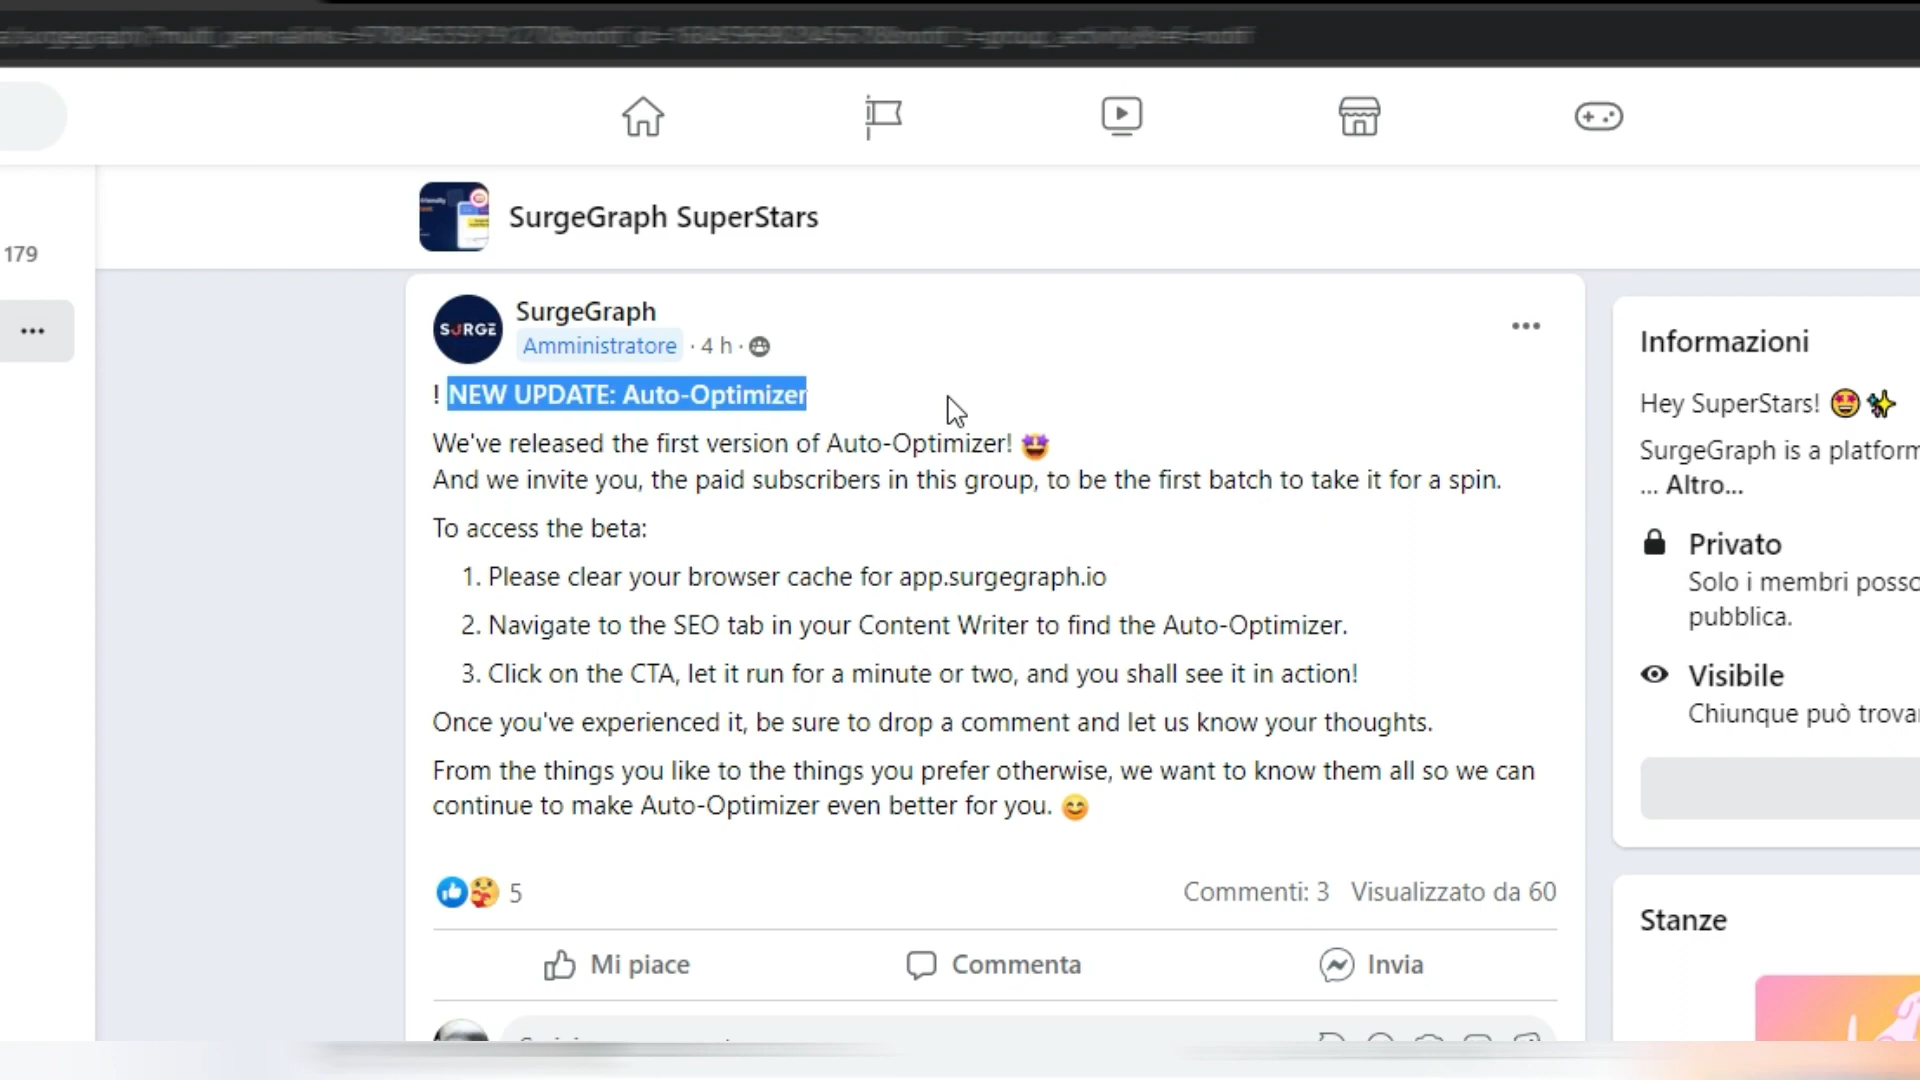 SurgeGraph SuperStars
179
SURGE
SurgeGraph
Amministratore · 4 h ·
! NEW UPDATE: Auto-Optimizer
We've released the first version of Auto-Optimizer! 🤩
And we invite you, the paid subscribers in this group, to be the first batch to take it for a spin.
To access the beta:
1. Please clear your browser cache for app.surgegraph.io
2. Navigate to the SEO tab in your Content Writer to find the Auto-Optimizer.
3. Click on the CTA, let it run for a minute or two, and you shall see it in action!
Once you've experienced it, be sure to drop a comment and let us know your thoughts.
From the things you like to the things you prefer otherwise, we want to know them all so we can
continue to make Auto-Optimizer even better for you. 😊
5
Commenti: 3 Visualizzato da 60
Mi piace
Commenta
Invia
Informazioni
Hey SuperStars! 🤩✨
SurgeGraph is a platform
... Altro...
Privato
Solo i membri posso
pubblica.
Visibile
Chiunque può trova
Stanze